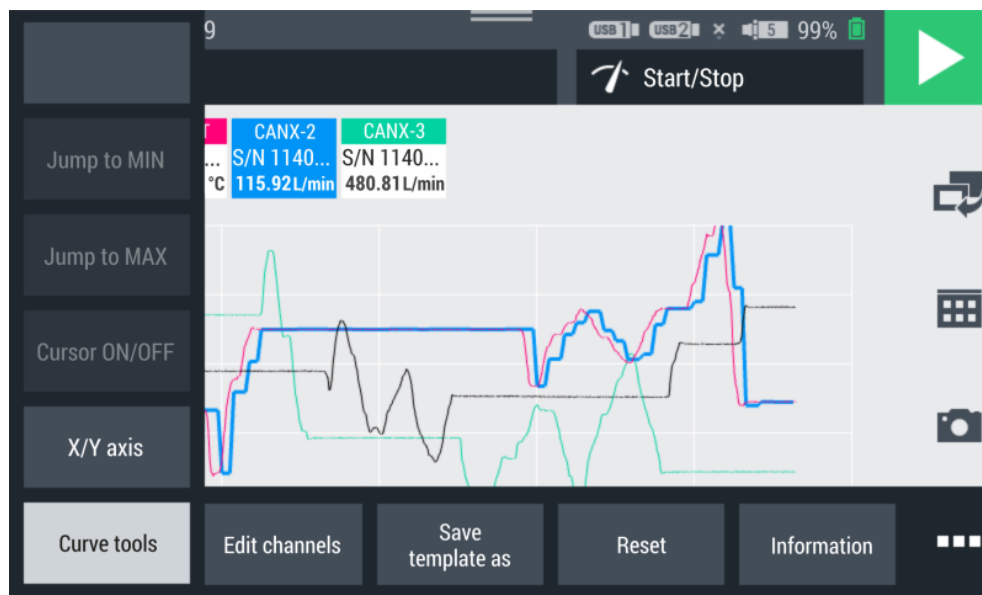 9
USB 1
USB 2
5
99%
Start/Stop
T
CANX-2
CANX-3
...
S/N 1140...
S/N 1140...
°C
115.92L/min
480.81L/min
Jump to MIN
Jump to MAX
Cursor ON/OFF
X/Y axis
Curve tools
Edit channels
Save
template as
Reset
Information